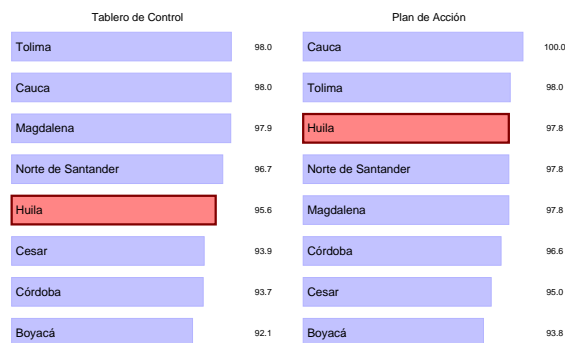 Tablero de Control
Tolima 98.0
Cauca 98.0
Magdalena 97.9
Norte de Santander 96.7
Huila 95.6
Cesar 93.9
Córdoba 93.7
Boyacá 92.1
Plan de Acción
Cauca 100.0
Tolima 98.0
Huila 97.8
Norte de Santander 97.8
Magdalena 97.8
Córdoba 96.6
Cesar 95.0
Boyacá 93.8